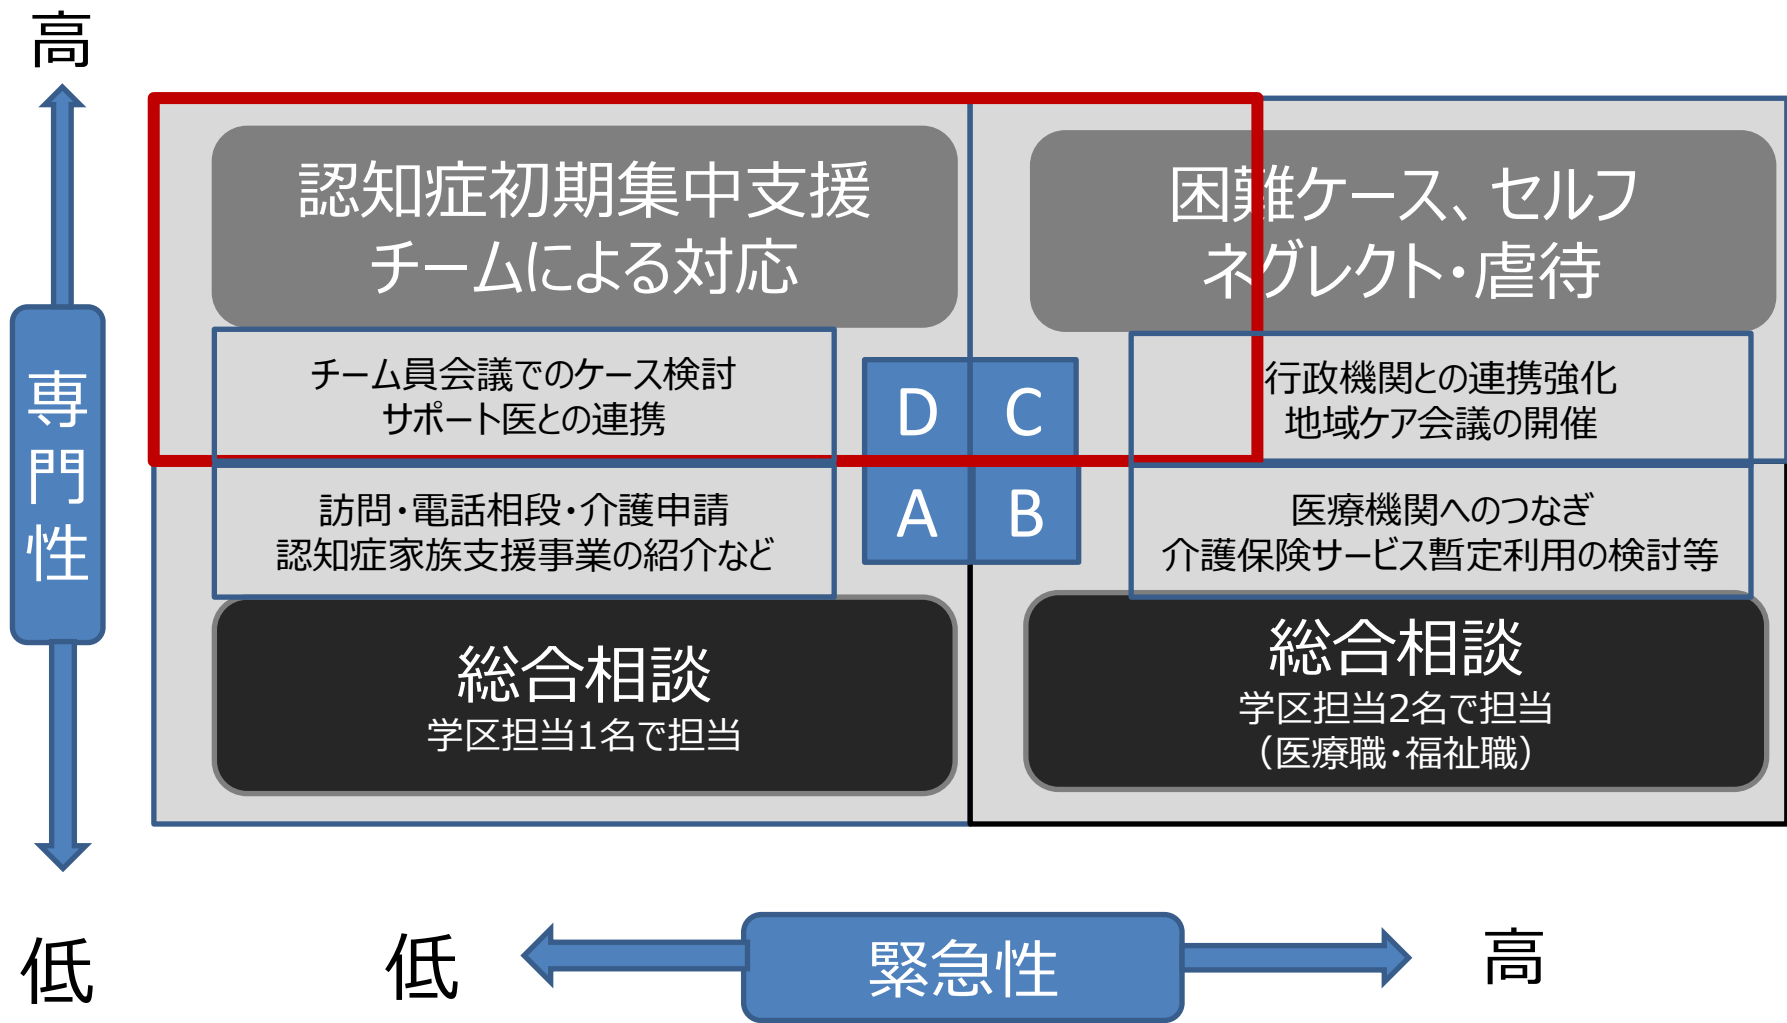 高
認知症初期集中支援
チームによる対応
困難ケース、セルフ
ネグレクト・虐待
チーム員会議でのケース検討
サポート医との連携
D
C
行政機関との連携強化
地域ケア会議の開催
専門性
訪問・電話相段・介護申請
認知症家族支援事業の紹介など
A
B
医療機関へのつなぎ
介護保険サービス暫定利用の検討等
総合相談
学区担当1名で担当
総合相談
学区担当2名で担当
（医療職・福祉職）
低
低
緊急性
高